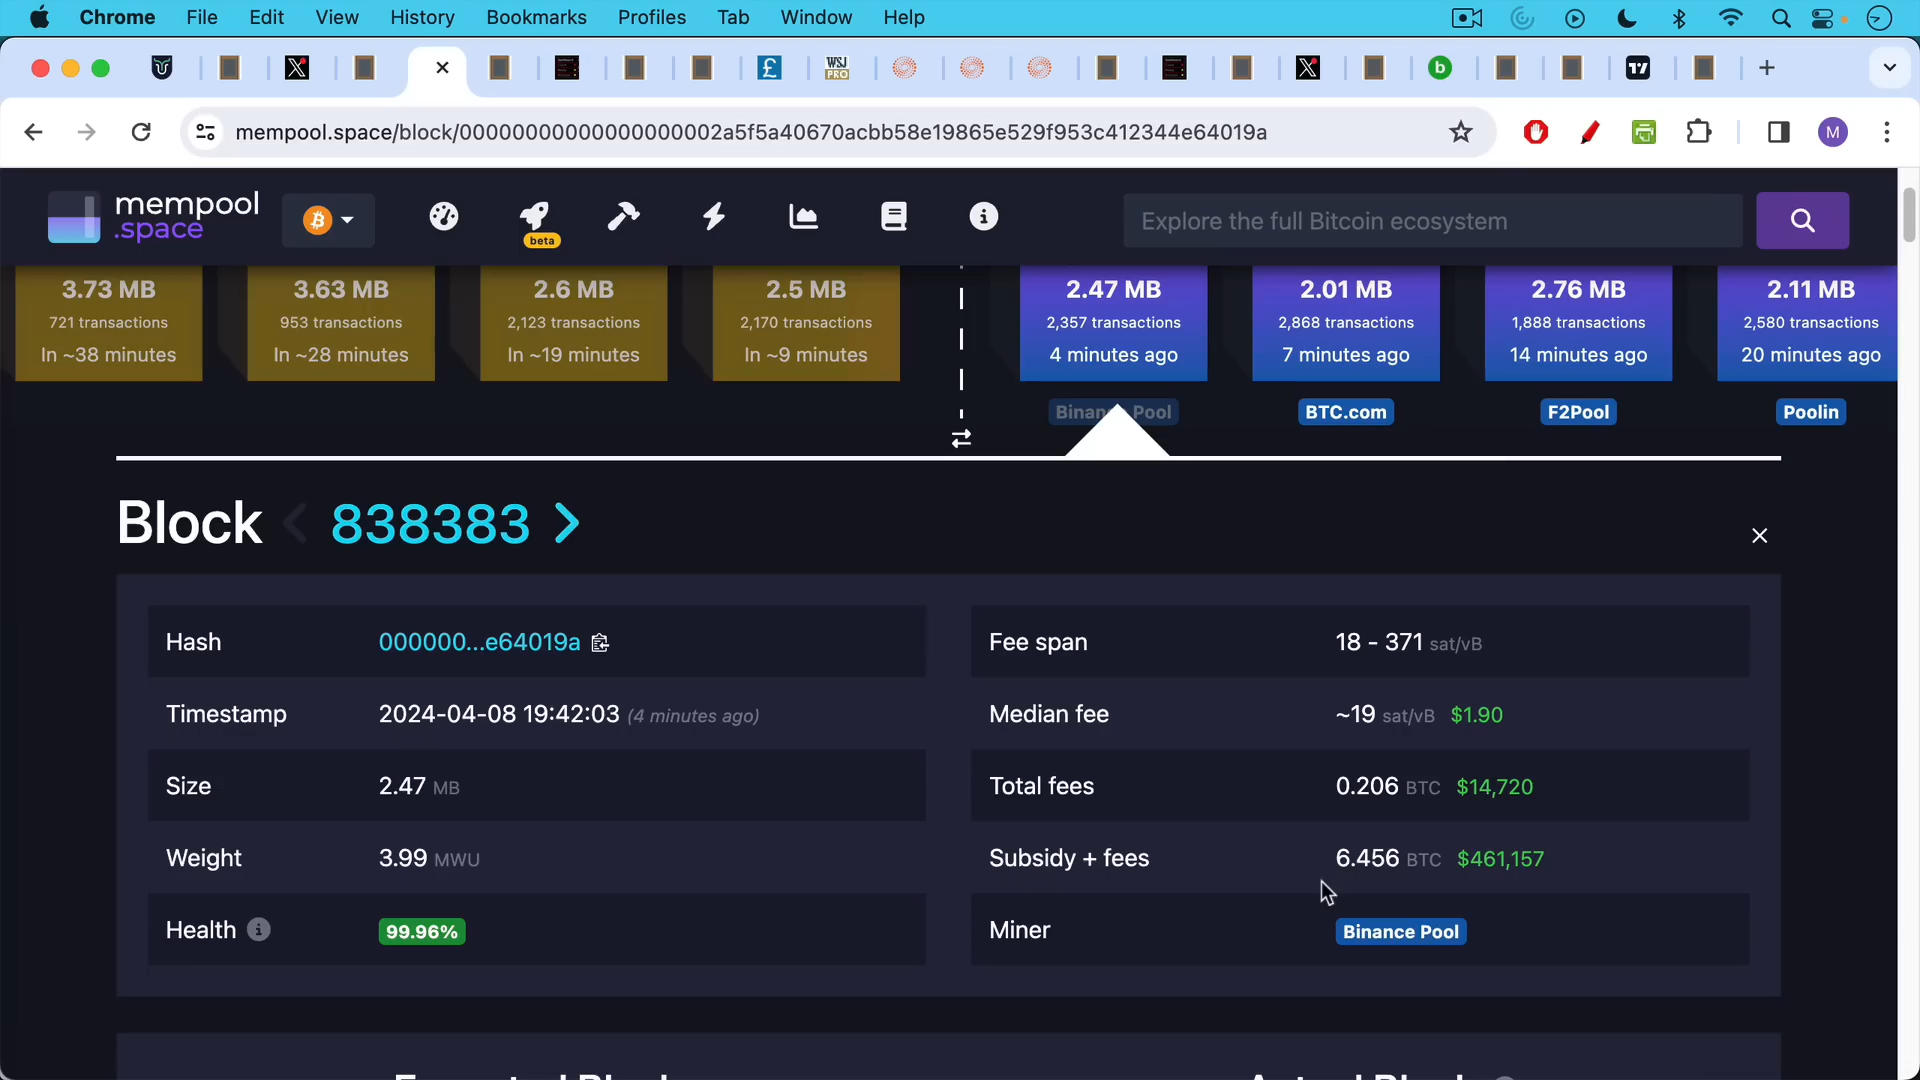 Chrome File Edit View History Bookmarks Profiles Tab Window Help
WSJ PRO
mempool.space/block/00000000000000000002a5f5a40670acbb58e19865e529f953c412344e64019a
M
mempool
.space
beta
Explore the full Bitcoin ecosystem
3.73 MB 3.63 MB 2.6 MB 2.5 MB 2.47 MB 2.01 MB 2.76 MB 2.11 MB
721 transactions 953 transactions 2,123 transactions 2,170 transactions 2,357 transactions 2,868 transactions 1,888 transactions 2,580 transactions
In ~38 minutes In ~28 minutes In ~19 minutes In ~9 minutes 4 minutes ago 7 minutes ago 14 minutes ago 20 minutes ago
Binance Pool BTC.com F2Pool Poolin
Block 838383
Hash 000000...e64019a
Timestamp 2024-04-08 19:42:03 (4 minutes ago)
Size 2.47 MB
Weight 3.99 MWU
Health 99.96%
Fee span 18 - 371 sat/vB
Median fee ~19 sat/vB $1.90
Total fees 0.206 BTC $14,720
Subsidy + fees 6.456 BTC $461,157
Miner Binance Pool